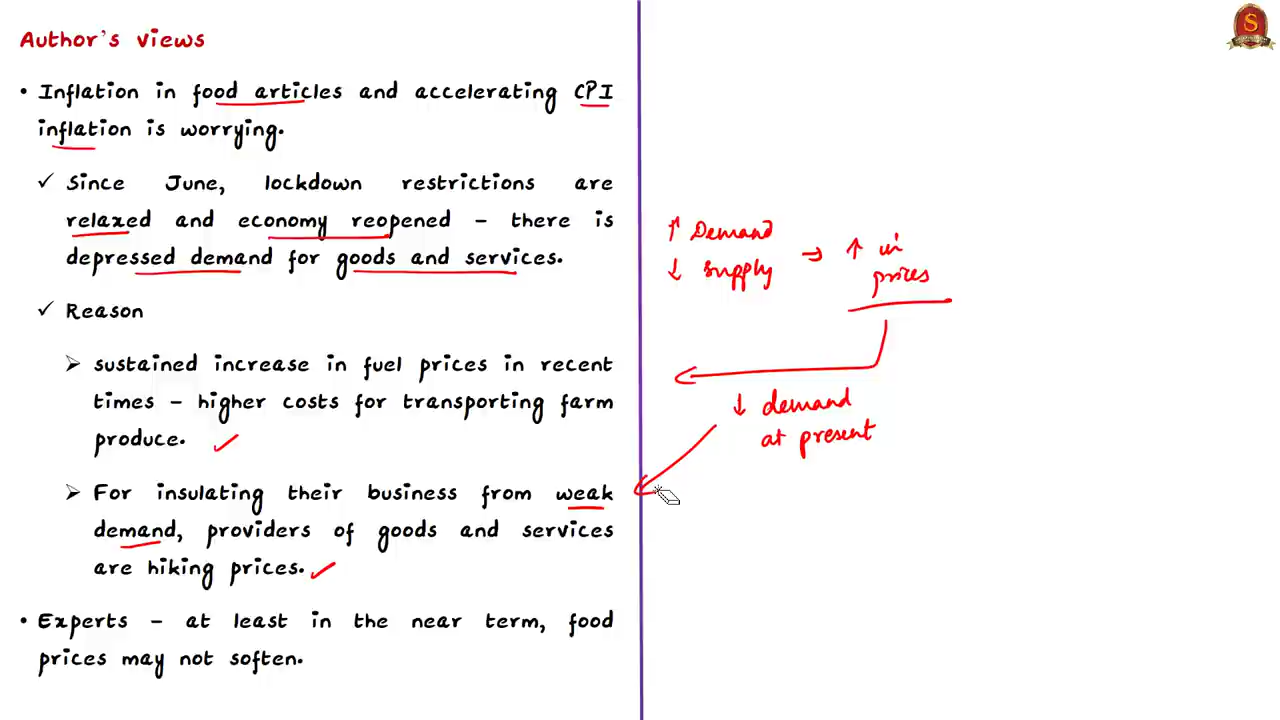 Author's views
• Inflation in food articles and accelerating CPI
inflation is worrying.
✓ Since June, lockdown restrictions are
relaxed and economy reopened - there is
depressed demand for goods and services.
✓ Reason
➢ sustained increase in fuel prices in recent
times - higher costs for transporting farm
produce.
➢ For insulating their business from weak
demand, providers of goods and services
are hiking prices.
• Experts - at least in the near term, food
prices may not soften.
↑ Demand
↓ supply
⇒ ↑ in
prices
↓ demand
at present
S